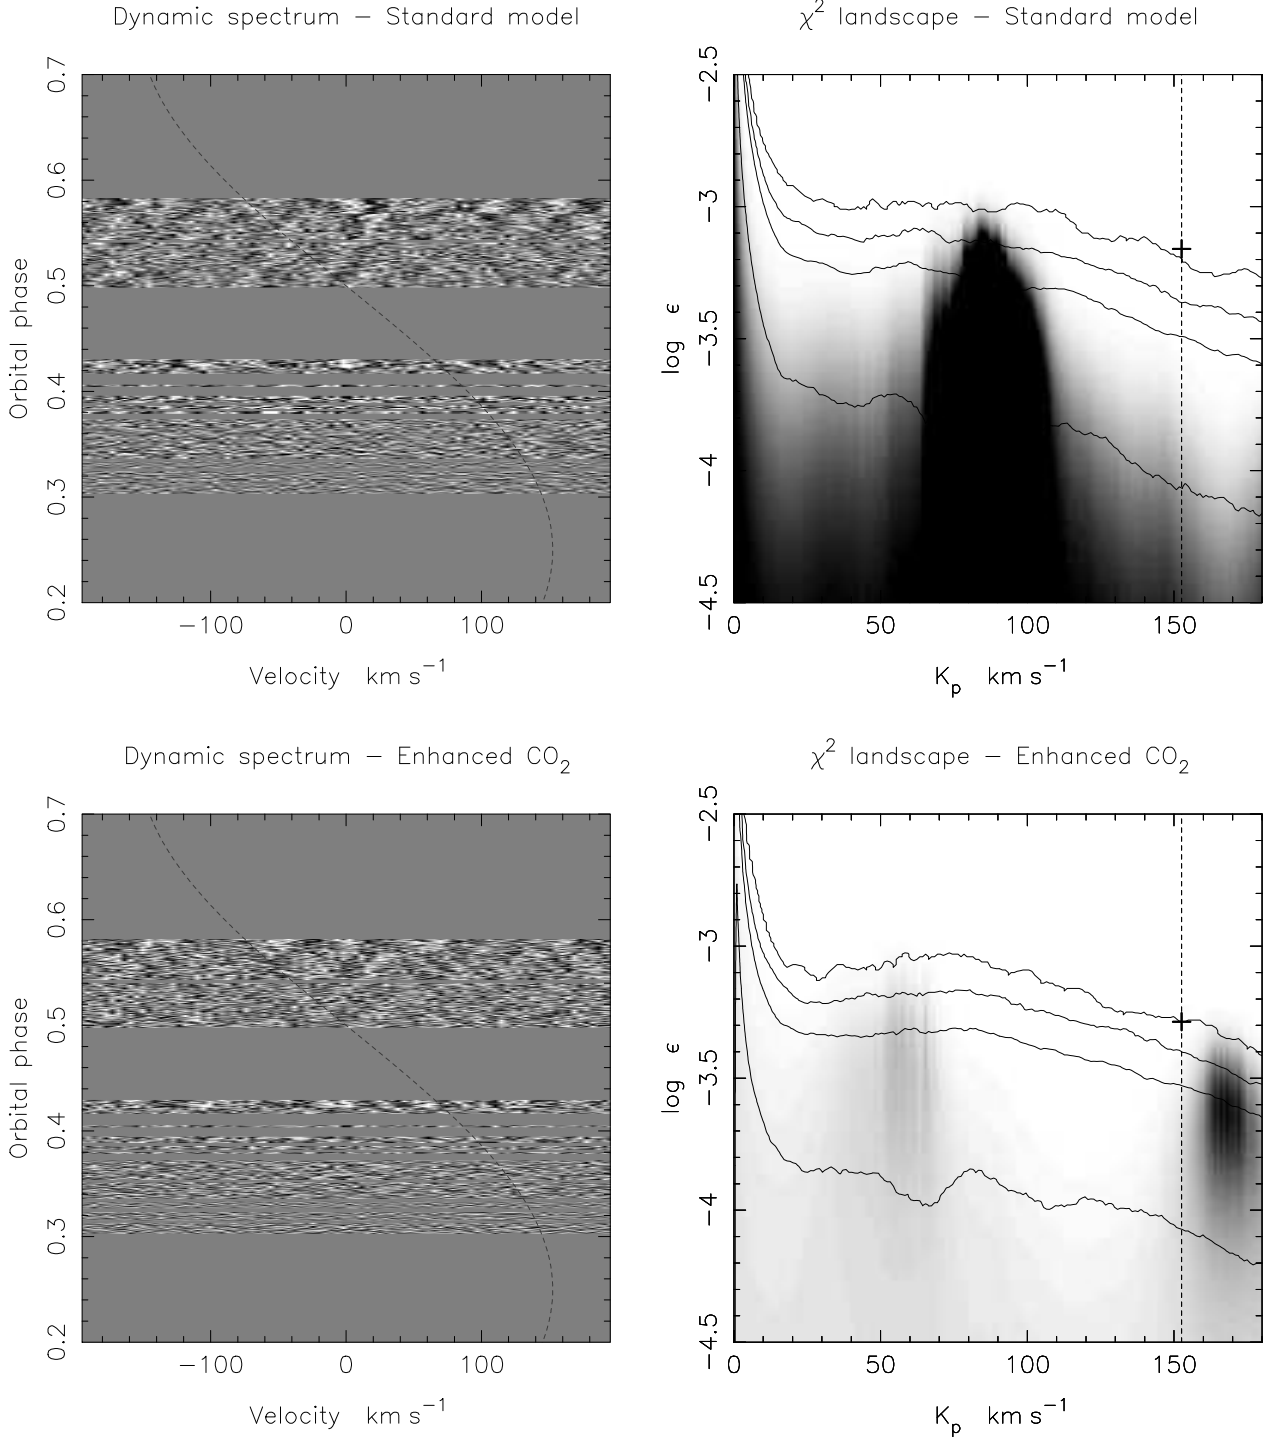 Dynamic spectrum – Standard model
0.7
0.6
0.5
0.4
0.3
0.2
Orbital phase
−100 0 100
Velocity km s⁻¹
χ² landscape – Standard model
−2.5
−3
−3.5
−4
−4.5
log ϵ
0 50 100 150
Kₚ km s⁻¹
Dynamic spectrum – Enhanced CO₂
0.7
0.6
0.5
0.4
0.3
0.2
Orbital phase
−100 0 100
Velocity km s⁻¹
χ² landscape – Enhanced CO₂
−2.5
−3
−3.5
−4
−4.5
log ϵ
0 50 100 150
Kₚ km s⁻¹